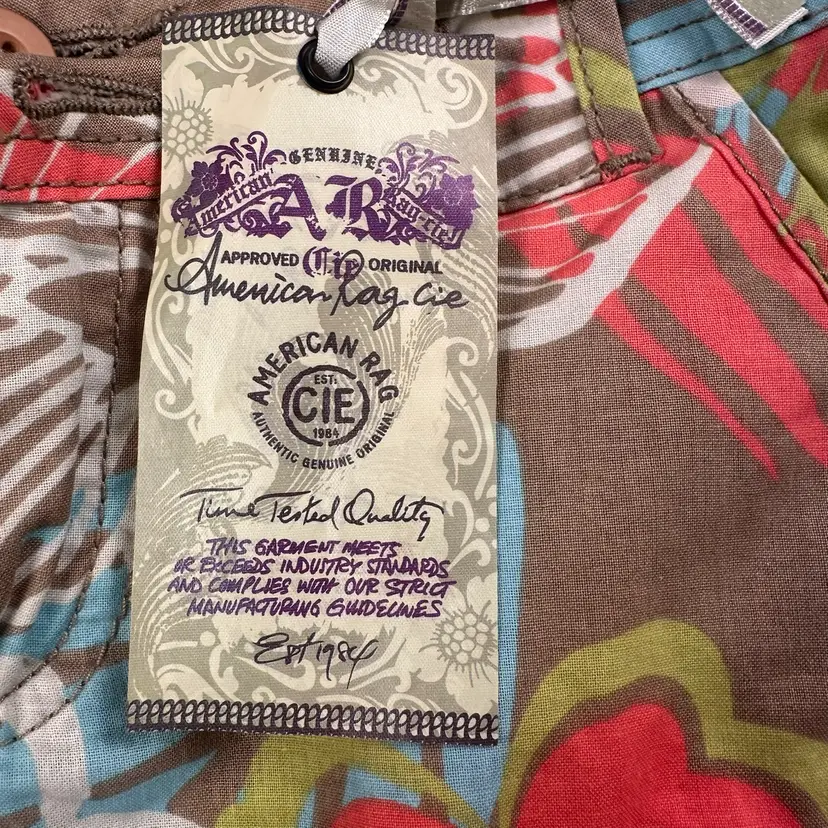 GENUINE
American AR Rag-Cie
APPROVED Cie ORIGINAL
American Rag Cie
AMERICAN RAG
EST.
CIE
1984
AUTHENTIC GENUINE ORIGINAL
Time Tested Quality
THIS GARMENT MEETS
OR EXCEEDS INDUSTRY STANDARDS
AND COMPLIES WITH OUR STRICT
MANUFACTURING GUIDELINES
Est 1984